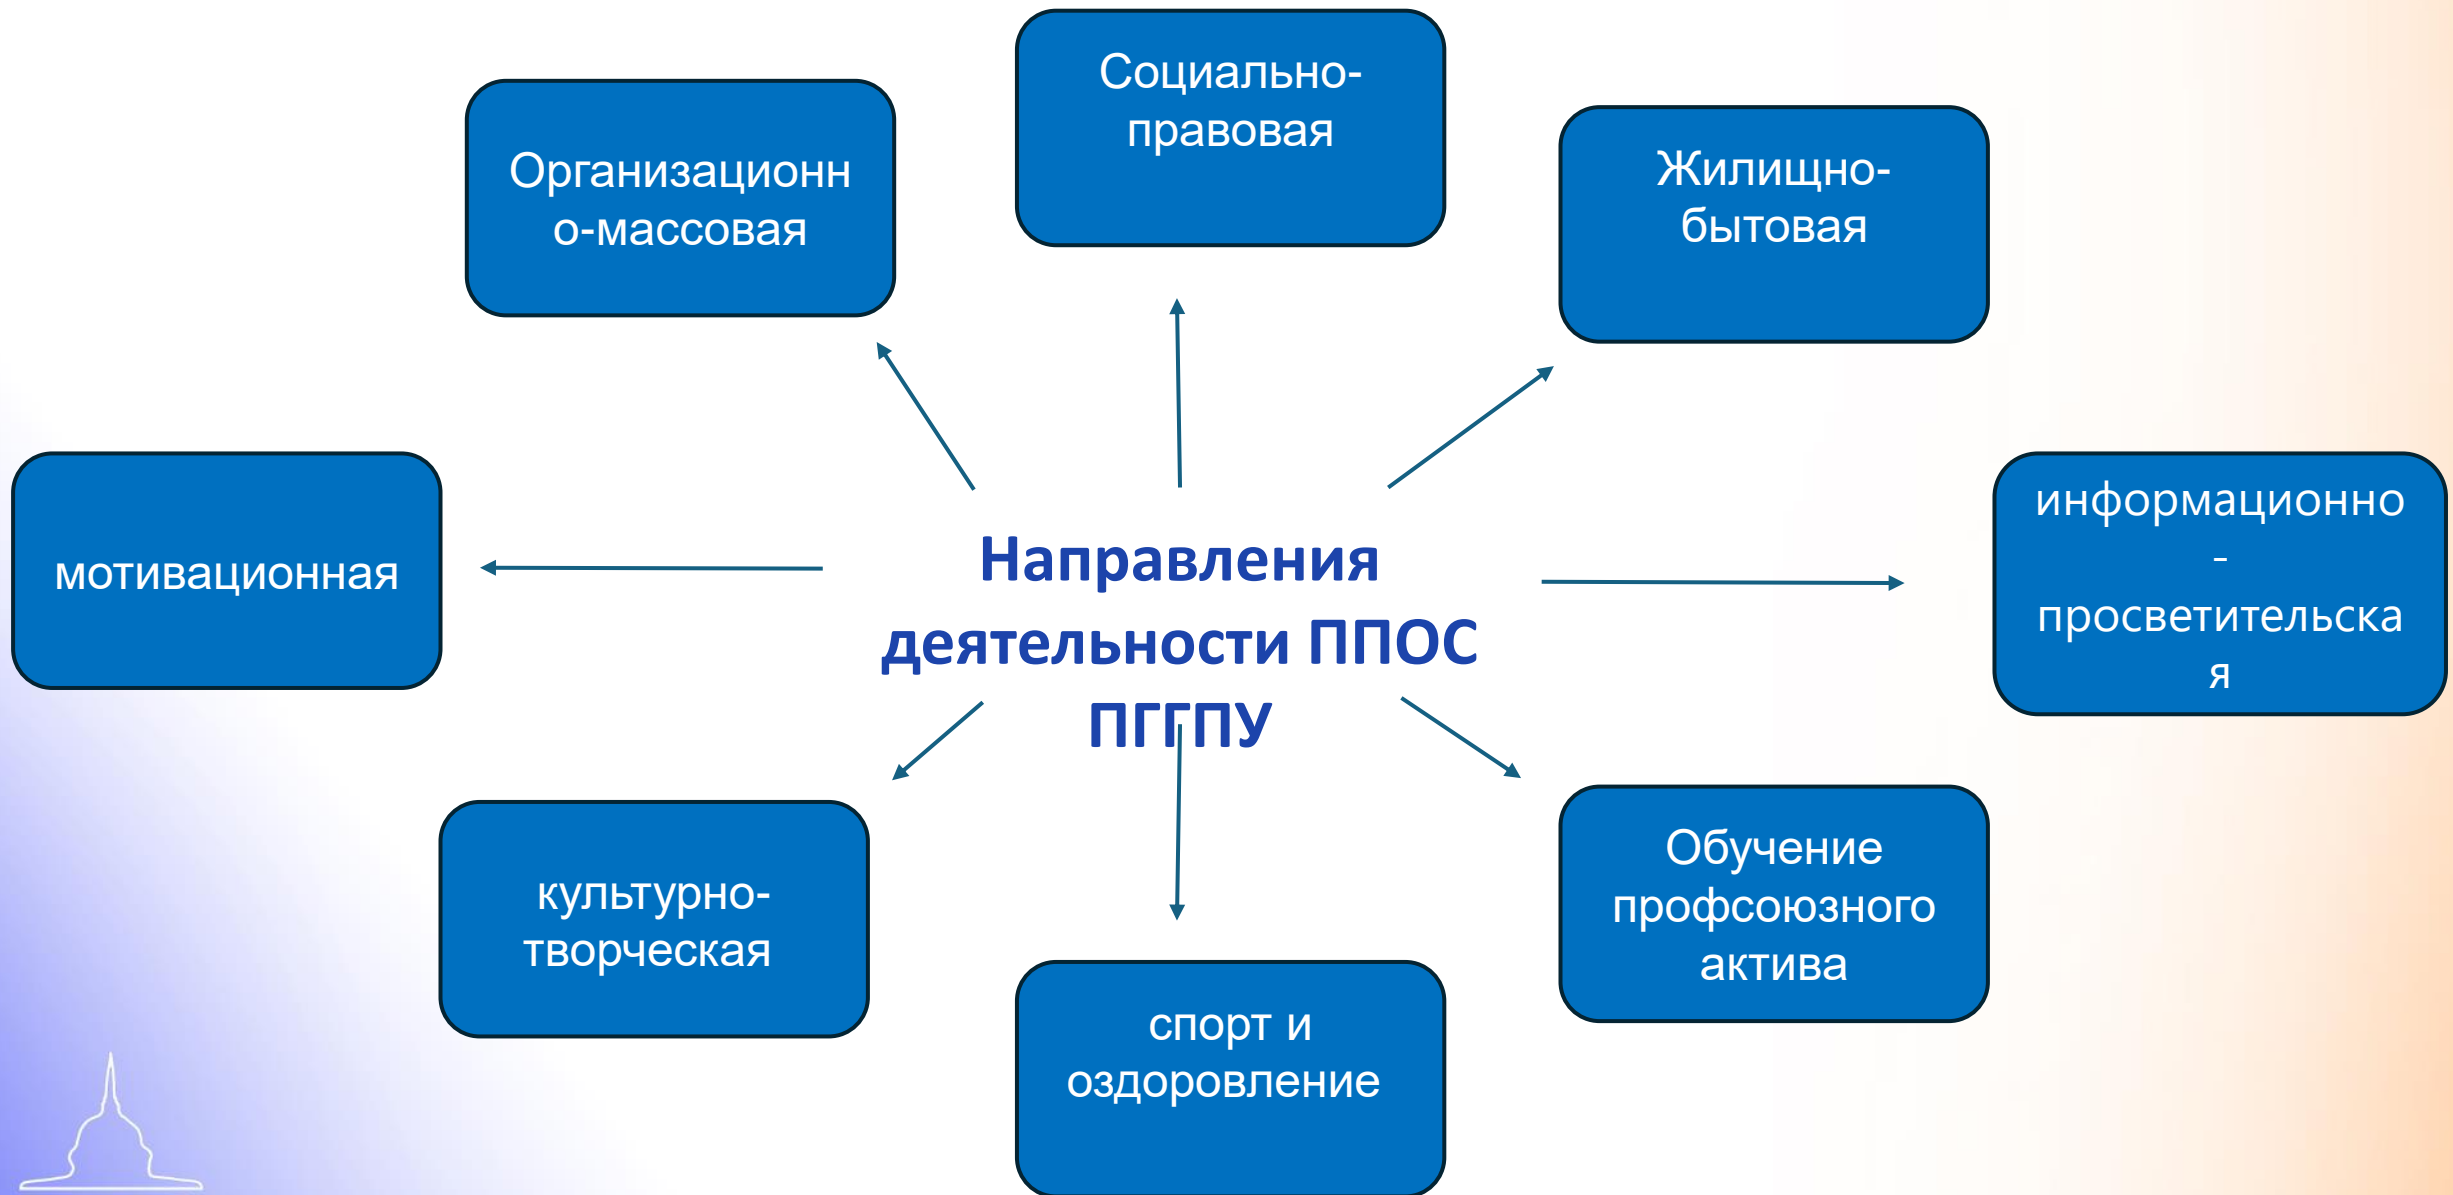 Социально-
правовая
Организационн
о-массовая
Жилищно-
бытовая
мотивационная
Направления
деятельности ППОС
ПГГПУ
информационно
-
просветительска
я
культурно-
творческая
Обучение
профсоюзного
актива
спорт и
оздоровление